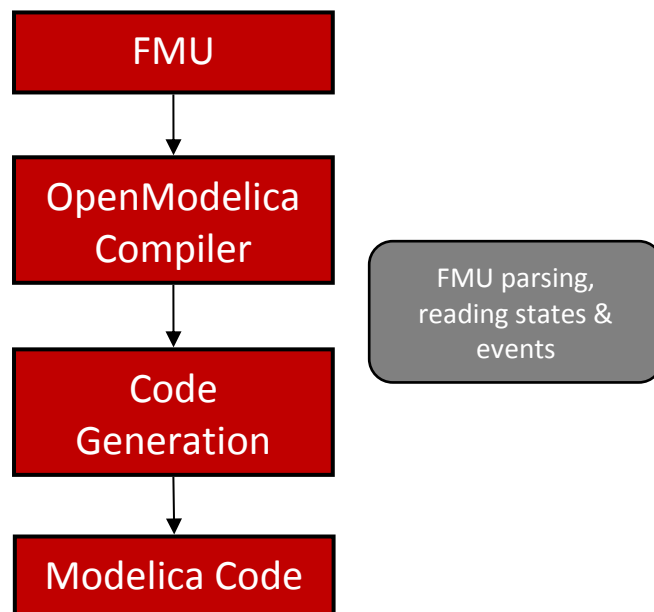 FMU
OpenModelica
Compiler
FMU parsing,
reading states &
events
Code
Generation
Modelica Code